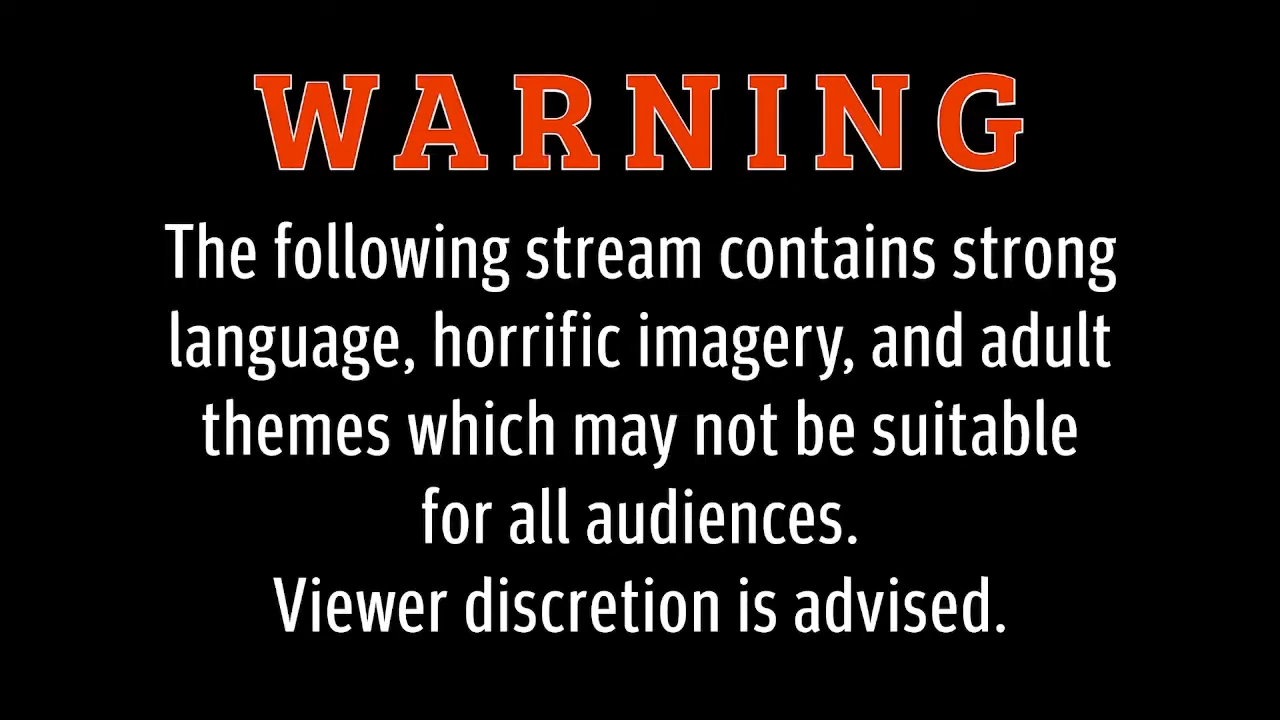 WARNING
The following stream contains strong
language, horrific imagery, and adult
themes which may not be suitable
for all audiences.
Viewer discretion is advised.